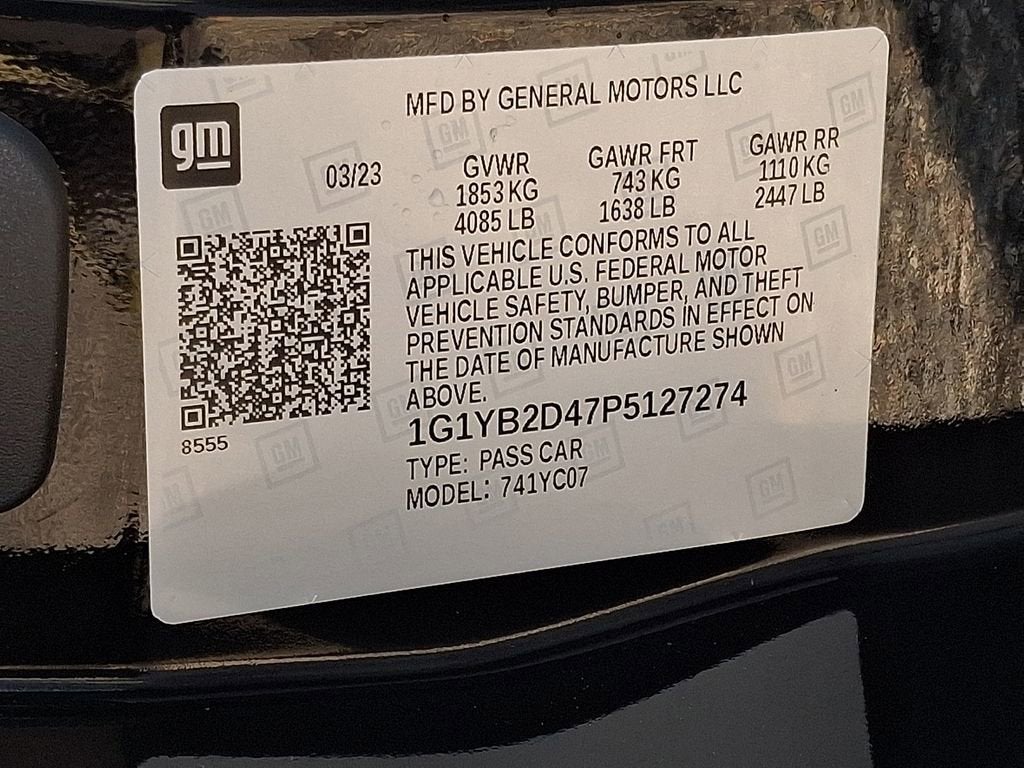 MFD BY GENERAL MOTORS LLC
gm
03/23
GVWR
1853 KG
4085 LB
GAWR FRT
743 KG
1638 LB
GAWR RR
1110 KG
2447 LB
THIS VEHICLE CONFORMS TO ALL
APPLICABLE U.S. FEDERAL MOTOR
VEHICLE SAFETY, BUMPER, AND THEFT
PREVENTION STANDARDS IN EFFECT ON
THE DATE OF MANUFACTURE SHOWN
ABOVE.
1G1YB2D47P5127274
TYPE: PASS CAR
MODEL: 741YC07
8555